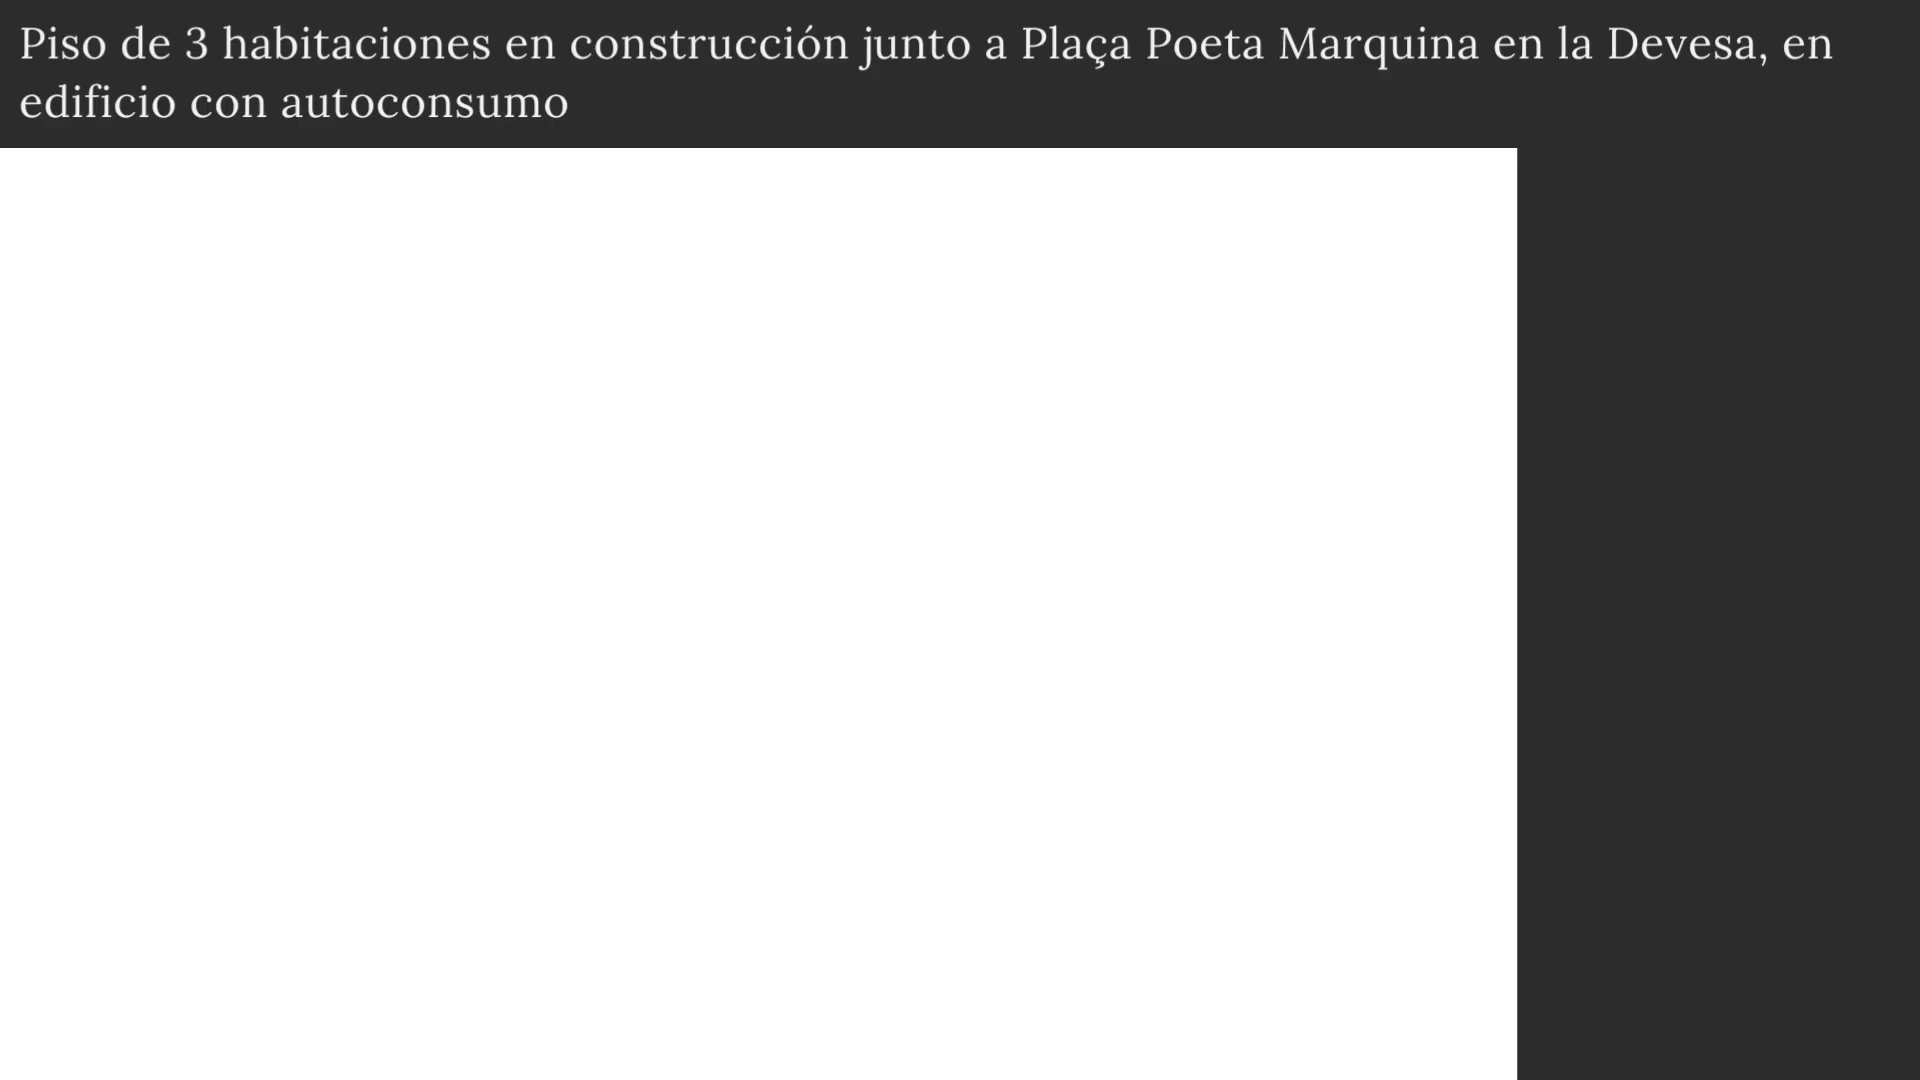 Piso de 3 habitaciones en construcción junto a Plaça Poeta Marquina en la Devesa, en
edificio con autoconsumo